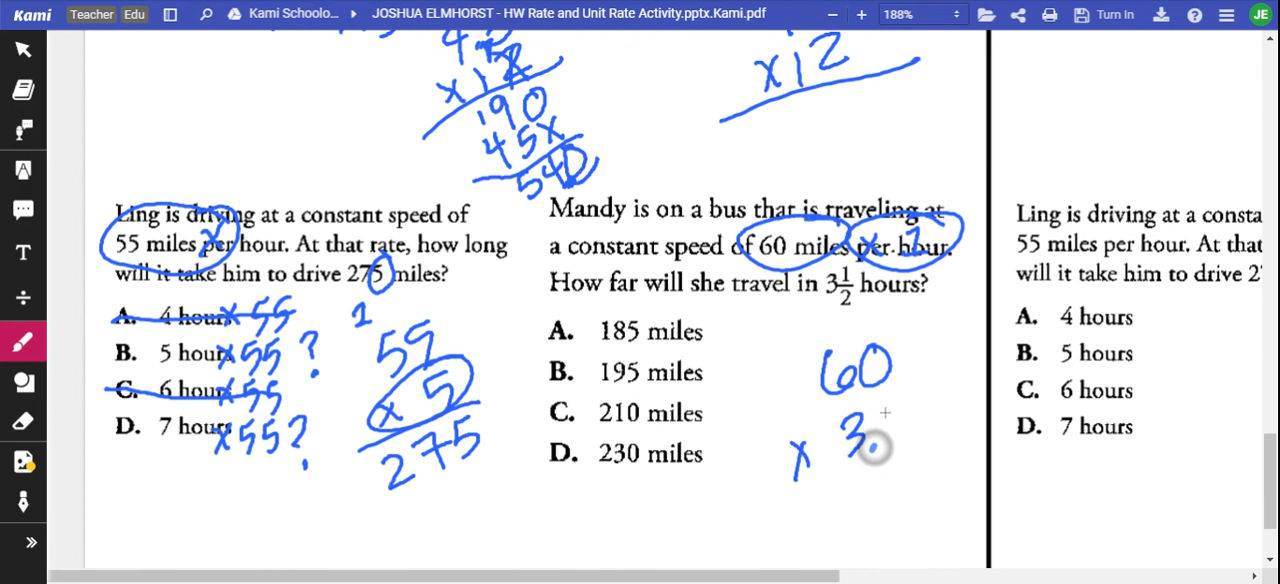 Kami Teacher Edu Kami Schoolo... JOSHUA ELMHORST - HW Rate and Unit Rate Activity.pptx.Kami.pdf 188% Turn In JE
x12
190
45x
540
x12
Ling is driving at a constant speed of
55 miles per hour. At that rate, how long
will it take him to drive 275 miles?
A. 4 hours x55
B. 5 hours x55 ?
C. 6 hours x55
D. 7 hours x55?
2 0
55
x 5
275
Mandy is on a bus that is traveling at
a constant speed of 60 miles per hour.
How far will she travel in 3 1/2 hours?
A. 185 miles
B. 195 miles
C. 210 miles
D. 230 miles
60
x 3.
Ling is driving at a consta
55 miles per hour. At that
will it take him to drive 2
A. 4 hours
B. 5 hours
C. 6 hours
D. 7 hours